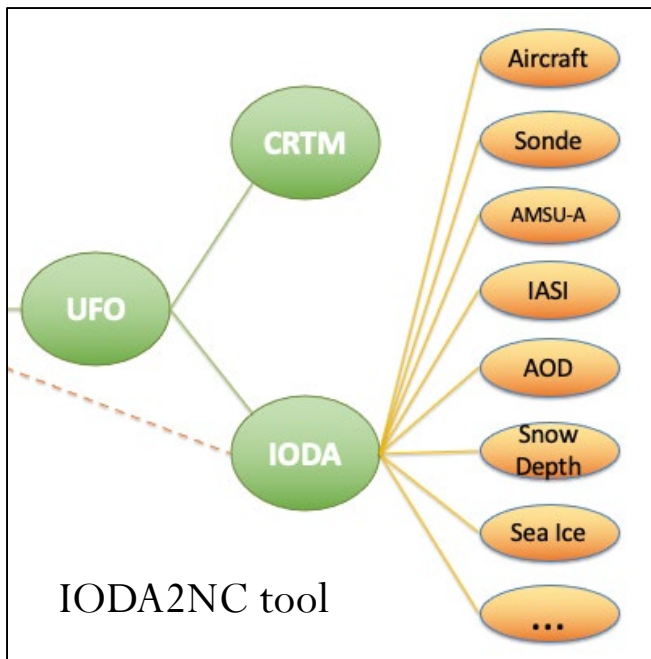 Aircraft
CRTM
Sonde
AMSU-A
UFO
IASI
AOD
IODA
Snow
Depth
Sea Ice
IODA2NC tool
...